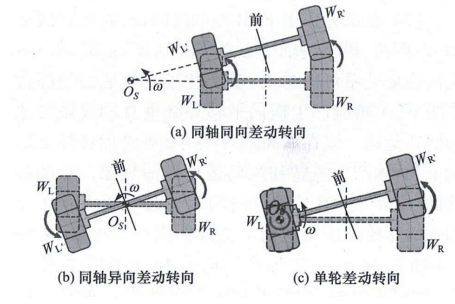 前
W_L'
W_R'
O_S
ω
W_L
W_R
(a) 同轴同向差动转向
前
W_R'
W_L
ω
O_S
W_R
W_L'
(b) 同轴异向差动转向
前
W_R'
O_S
W_L
ω
W_R
(c) 单轮差动转向